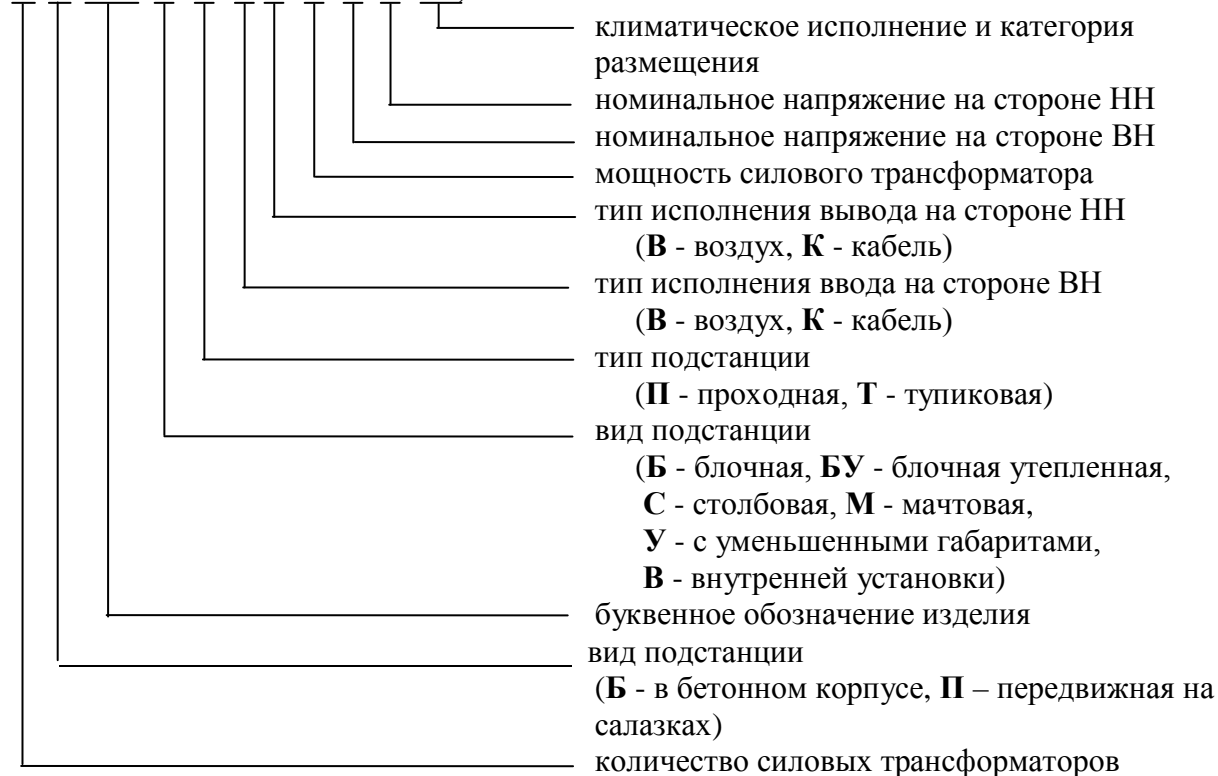 климатическое исполнение и категория
размещения
номинальное напряжение на стороне НН
номинальное напряжение на стороне ВН
мощность силового трансформатора
тип исполнения вывода на стороне НН
(В - воздух, К - кабель)
тип исполнения ввода на стороне ВН
(В - воздух, К - кабель)
тип подстанции
(П - проходная, Т - тупиковая)
вид подстанции
(Б - блочная, БУ - блочная утепленная,
С - столбовая, М - мачтовая,
У - с уменьшенными габаритами,
В - внутренней установки)
буквенное обозначение изделия
вид подстанции
(Б - в бетонном корпусе, П – передвижная на
салазках)
количество силовых трансформаторов